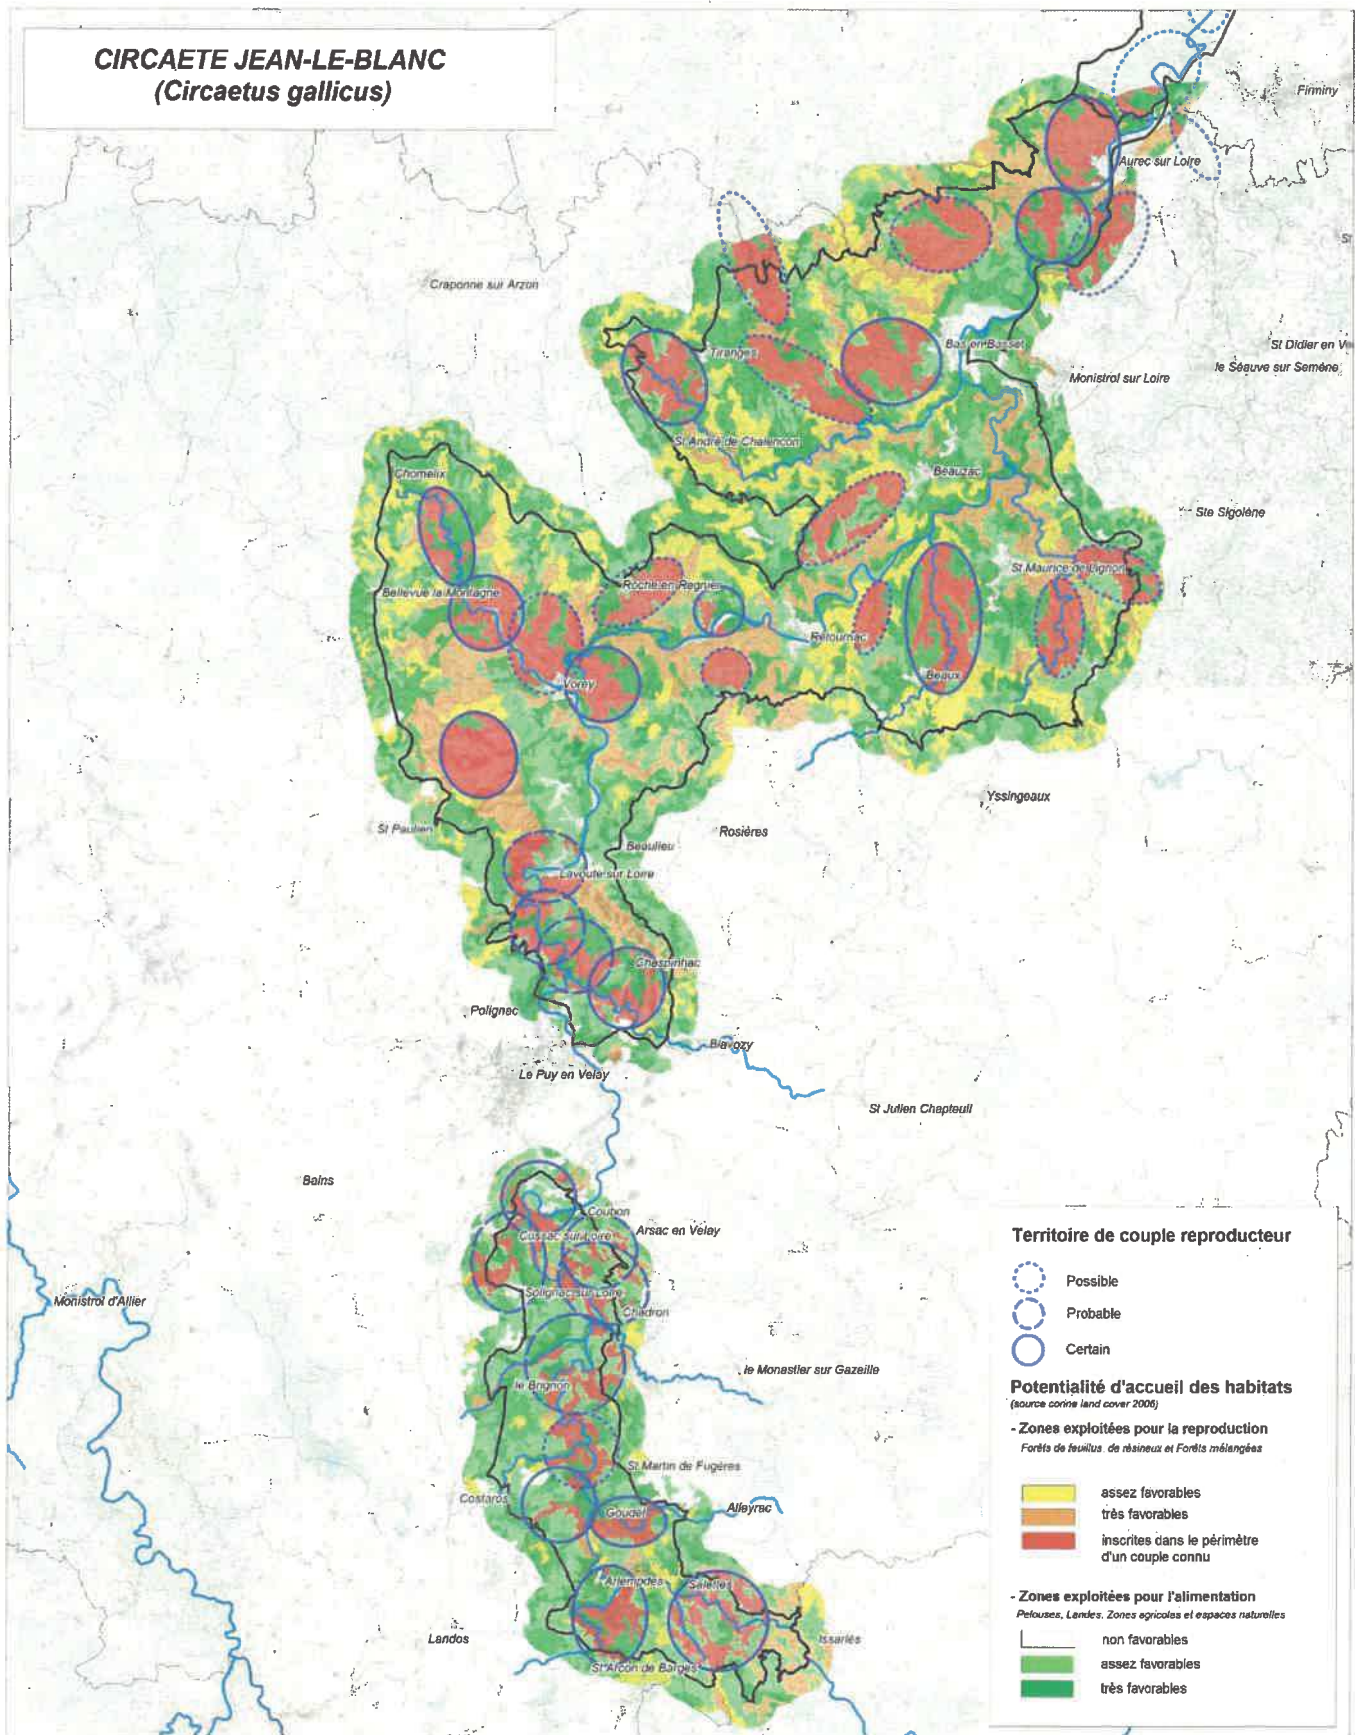 CIRCAETE JEAN-LE-BLANC
(Circaetus gallicus)
Firminy
Aurec sur Loire
Craponne sur Arzon
Tiranges
Bas en Basset
St Didier en Ve
le Séauve sur Semène
Monistrol sur Loire
St André de Chalencon
Beauzac
Chomelix
Ste Sigolène
St Maurice de Lignon
Bellevue la Montagne
Roche en Regnier
Retournac
Vorey
Beaux
Yssingeaux
St Paulien
Rosières
Beaulieu
Lavoute sur Loire
Chaspinhac
Polignac
Blavozy
Le Puy en Velay
St Julien Chapteuil
Bains
Coubon
Arsac en Velay
Cussac sur Loire
Solignac sur Loire
Chadron
Monistrol d'Allier
le Monastier sur Gazeille
le Brignon
St Martin de Fugères
Costaros
Goudet
Alleyrac
Arlempdes
Salettes
Landos
Issarlès
St Arcon de Barges
Territoire de couple reproducteur
Possible
Probable
Certain
Potentialité d'accueil des habitats
(source corine land cover 2006)
- Zones exploitées pour la reproduction
Forêts de feuillus, de résineux et Forêts mélangées
assez favorables
très favorables
inscrites dans le périmètre
d'un couple connu
- Zones exploitées pour l'alimentation
Pelouses, Landes, Zones agricoles et espaces naturelles
non favorables
assez favorables
très favorables